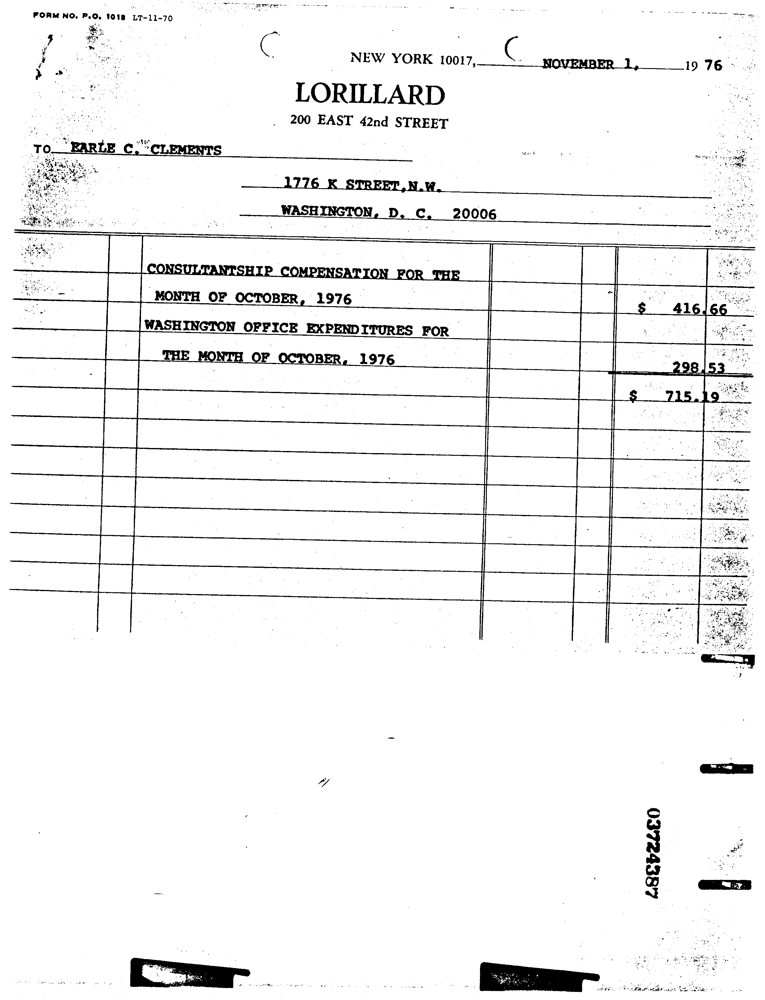 FORM NO. P.O. 1018 LT-11-70
NEW YORK 10017, NOVEMBER 1, 19 76
LORILLARD
200 EAST 42nd STREET
TO EARLE C. CLEMENTS
1776 K STREET, N.W.
WASHINGTON, D. C. 20006
CONSULTANTSHIP COMPENSATION FOR THE
MONTH OF OCTOBER, 1976 $ 416.66
WASHINGTON OFFICE EXPENDITURES FOR
THE MONTH OF OCTOBER, 1976 298.53
$ 715.19
03724387